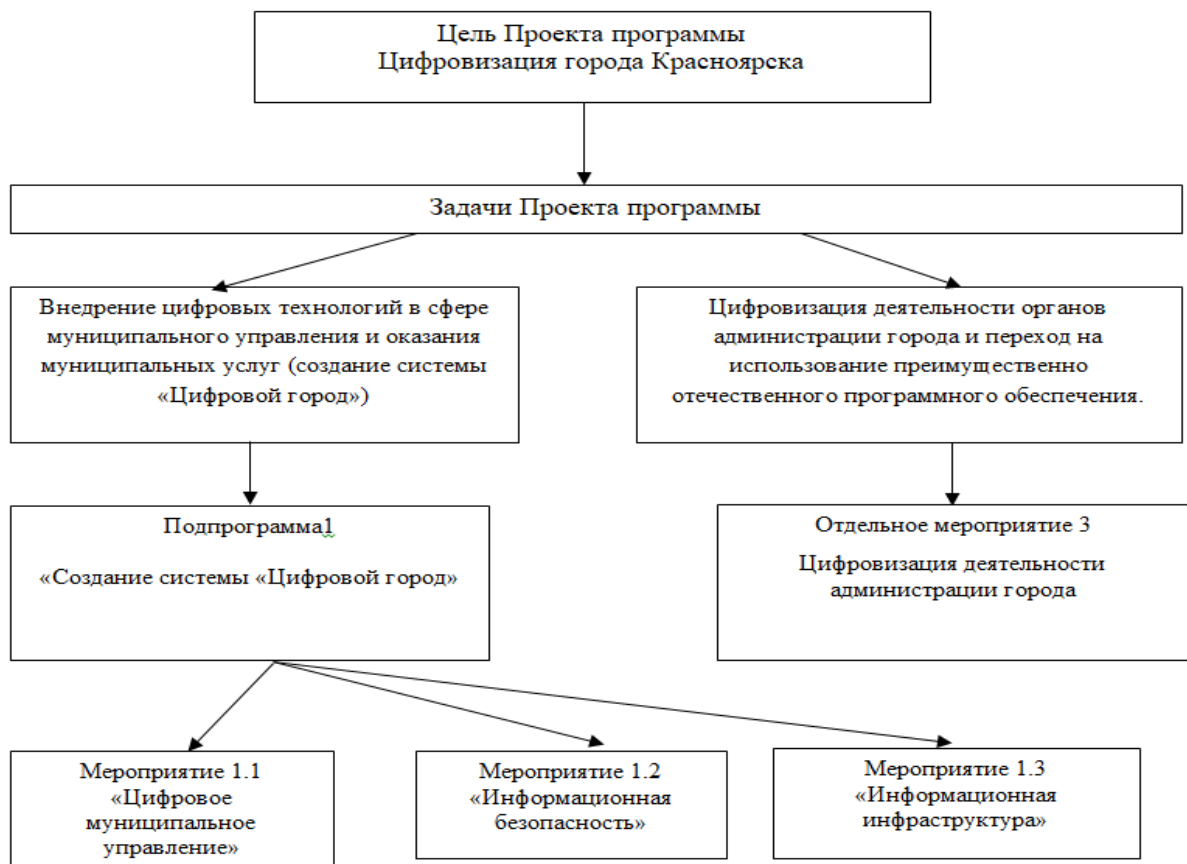 Цель Проекта программы
Цифровизация города Красноярска
Задачи Проекта программы
Внедрение цифровых технологий в сфере
муниципального управления и оказания
муниципальных услуг (создание системы
«Цифровой город»)
Цифровизация деятельности органов
администрации города и переход на
использование преимущественно
отечественного программного обеспечения.
Подпрограмма1
«Создание системы «Цифровой город»
Отдельное мероприятие 3
Цифровизация деятельности
администрации города
Мероприятие 1.1
«Цифровое
муниципальное
управление»
Мероприятие 1.2
«Информационная
безопасность»
Мероприятие 1.3
«Информационная
инфраструктура»